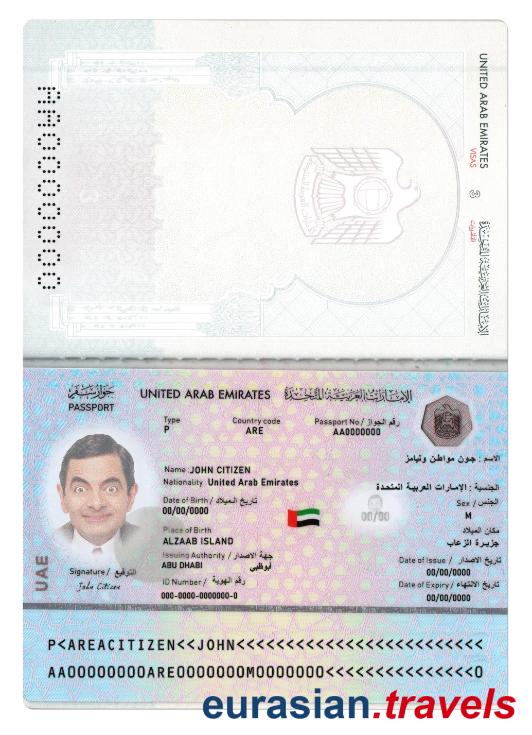 AA0000000
UNITED ARAB EMIRATES
VISAS
3
الإمارات العربية المتحدة
جواز سفر
PASSPORT
UNITED ARAB EMIRATES
الإمارات العربية المتحدة
Type
P
Country code
ARE
Passport No / رقم الجواز
AA0000000
الاسم : جون مواطن وليامز
Name JOHN CITIZEN
Nationality United Arab Emirates
الجنسية : الامارات العربية المتحدة
Date of Birth / تاريخ الميلاد
00/00/0000
Sex / الجنس
M
00/00
Place of Birth
ALZAAB ISLAND
مكان الميلاد
جزيرة الزعاب
Issuing Authority / جهة الاصدار
ABU DHABI أبوظبي
Date of Issue / تاريخ الاصدار
00/00/0000
ID Number / رقم الهوية
000-0000-0000000-0
Date of Expiry / تاريخ الانتهاء
00/00/0000
UAE
Signature / التوقيع
John Citizen
P<AREACITIZEN<<JOHN<<<<<<<<<<<<<<<<<<<<<<<<<
AA00000000ARE0000000M0000000<<<<<<<<<<<<<<<0
eurasian.travels